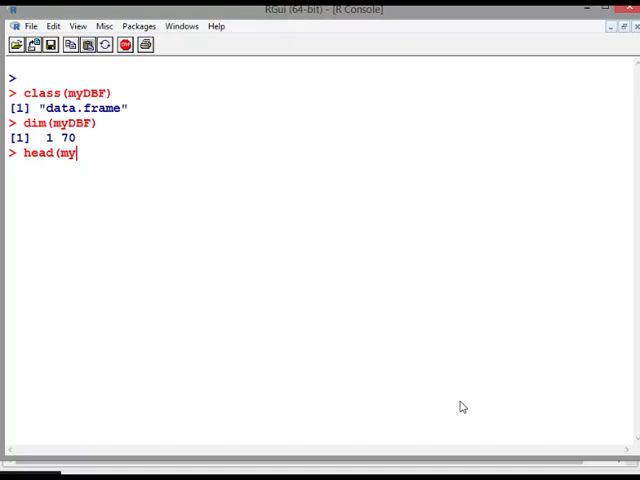 RGui (64-bit) - [R Console]
File Edit View Misc Packages Windows Help
STOP
>
> class(myDBF)
[1] "data.frame"
> dim(myDBF)
[1] 1 70
> head(my